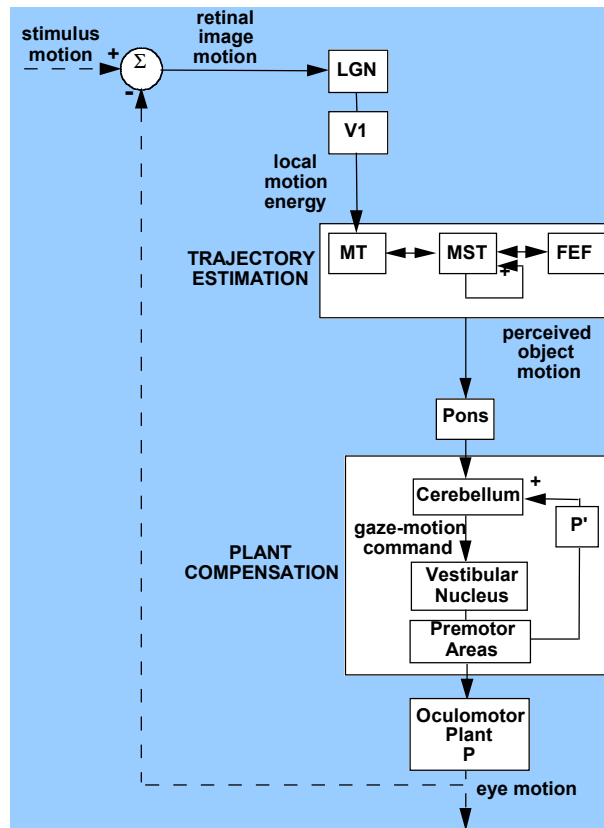 stimulus
motion
+
Σ
-
retinal
image
motion
LGN
V1
local
motion
energy
TRAJECTORY
ESTIMATION
MT
MST
FEF
+
perceived
object
motion
Pons
PLANT
COMPENSATION
Cerebellum
+
P'
gaze-motion
command
Vestibular
Nucleus
Premotor
Areas
Oculomotor
Plant
P
eye motion